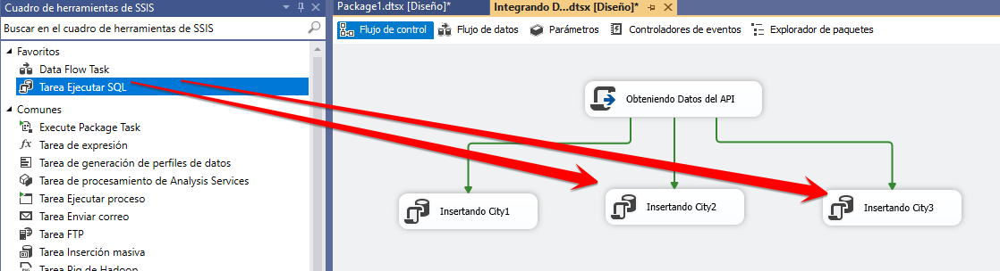 Cuadro de herramientas de SSIS
Buscar en el cuadro de herramientas de SSIS
Favoritos
Data Flow Task
Tarea Ejecutar SQL
Comunes
Execute Package Task
Tarea de expresión
Tarea de generación de perfiles de datos
Tarea de procesamiento de Analysis Services
Tarea Ejecutar proceso
Tarea Enviar correo
Tarea FTP
Tarea Inserción masiva
Tarea Pig de Hadoop
Package1.dtsx [Diseño]*
Integrando D...dtsx [Diseño]*
Flujo de control
Flujo de datos
Parámetros
Controladores de eventos
Explorador de paquetes
Obteniendo Datos del API
Insertando City1
Insertando City2
Insertando City3